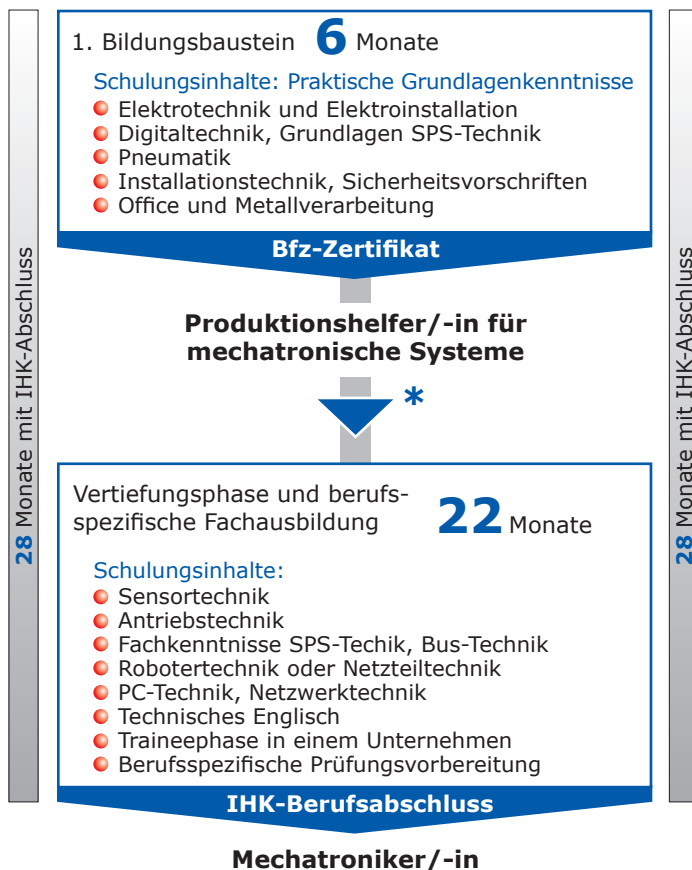 1. Bildungsbaustein 6 Monate
Schulungsinhalte: Praktische Grundlagenkenntnisse
Elektrotechnik und Elektroinstallation
Digitaltechnik, Grundlagen SPS-Technik
Pneumatik
Installationstechnik, Sicherheitsvorschriften
Office und Metallverarbeitung
Bfz-Zertifikat
Produktionshelfer/-in für
mechatronische Systeme
*
Vertiefungsphase und berufs-
spezifische Fachausbildung 22 Monate
Schulungsinhalte:
Sensortechnik
Antriebstechnik
Fachkenntnisse SPS-Techik, Bus-Technik
Robotertechnik oder Netzteiltechnik
PC-Technik, Netzwerktechnik
Technisches Englisch
Traineephase in einem Unternehmen
Berufsspezifische Prüfungsvorbereitung
IHK-Berufsabschluss
Mechatroniker/-in
28 Monate mit IHK-Abschluss
28 Monate mit IHK-Abschluss